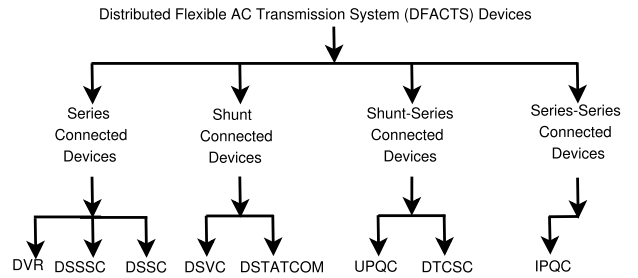 Distributed Flexible AC Transmission System (DFACTS) Devices
Series
Connected
Devices
Shunt
Connected
Devices
Shunt-Series
Connected
Devices
Series-Series
Connected
Devices
DVR
DSSSC
DSSC
DSVC
DSTATCOM
UPQC
DTCSC
IPQC